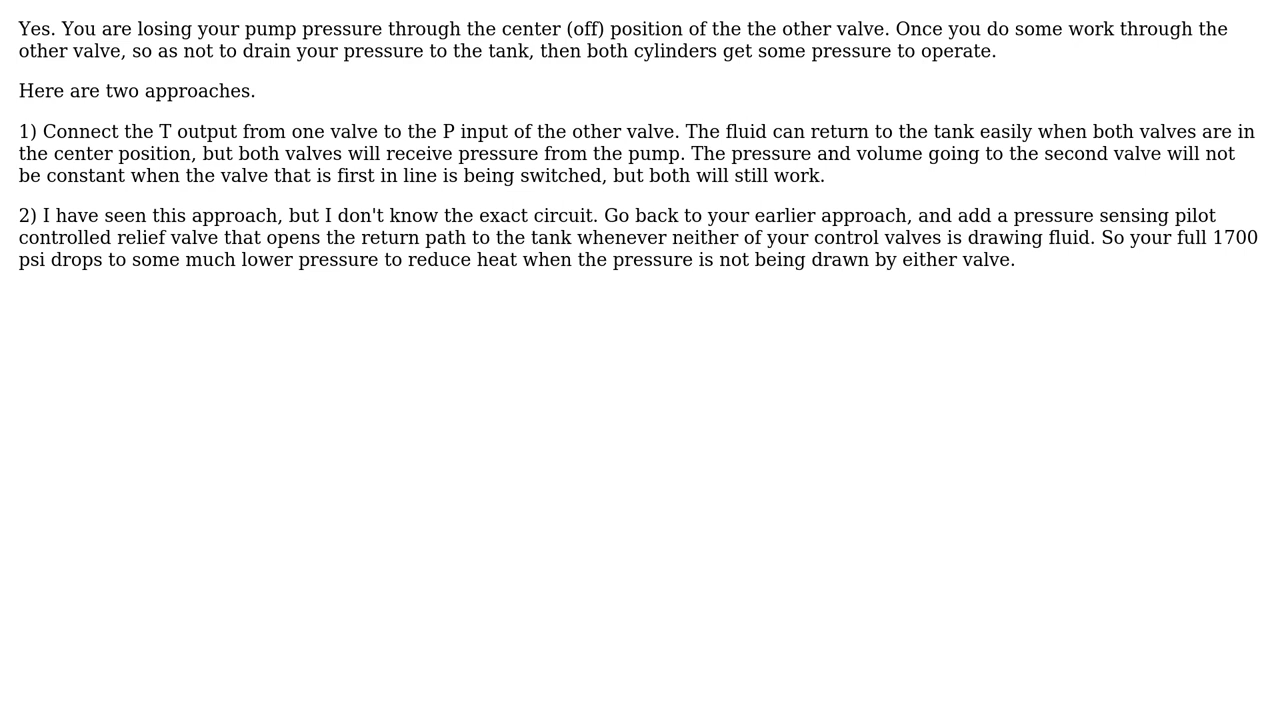 Yes. You are losing your pump pressure through the center (off) position of the the other valve. Once you do some work through the
other valve, so as not to drain your pressure to the tank, then both cylinders get some pressure to operate.
Here are two approaches.
1) Connect the T output from one valve to the P input of the other valve. The fluid can return to the tank easily when both valves are in
the center position, but both valves will receive pressure from the pump. The pressure and volume going to the second valve will not
be constant when the valve that is first in line is being switched, but both will still work.
2) I have seen this approach, but I don't know the exact circuit. Go back to your earlier approach, and add a pressure sensing pilot
controlled relief valve that opens the return path to the tank whenever neither of your control valves is drawing fluid. So your full 1700
psi drops to some much lower pressure to reduce heat when the pressure is not being drawn by either valve.